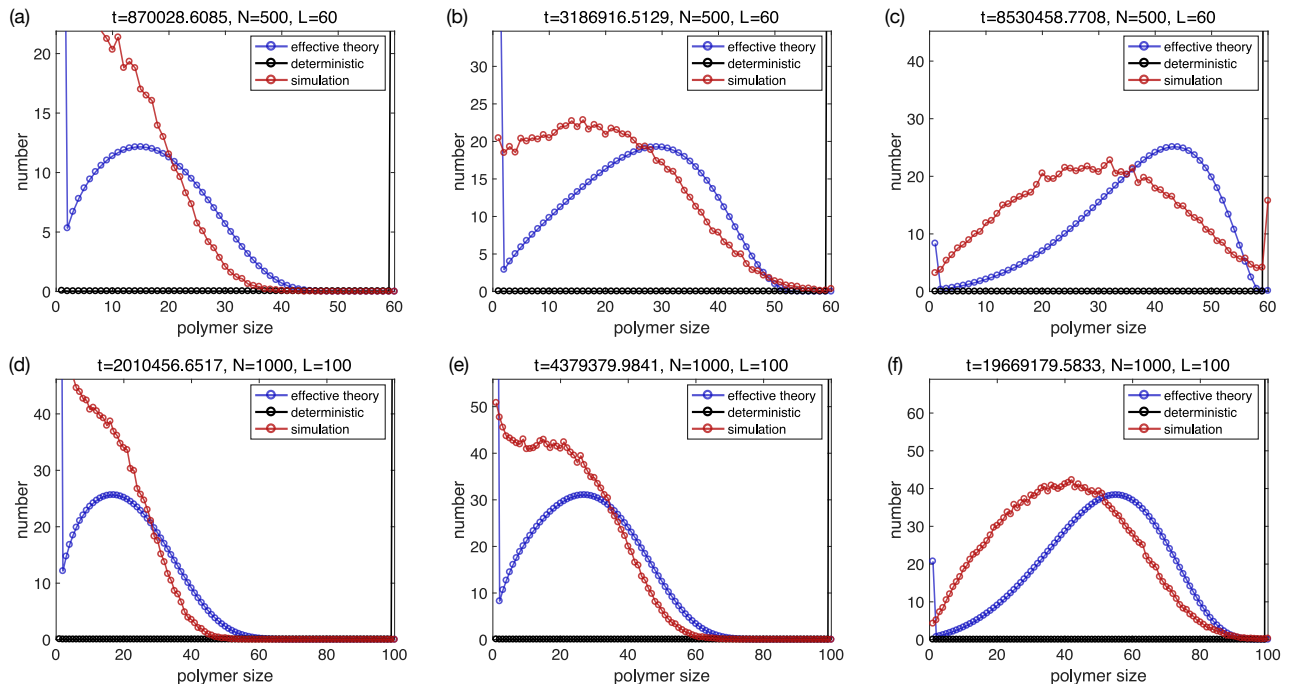 (a) t=870028.6085, N=500, L=60
effective theory
deterministic
simulation
number
20
15
10
5
0
0 10 20 30 40 50 60
polymer size
(b) t=3186916.5129, N=500, L=60
effective theory
deterministic
simulation
number
35
30
25
20
15
10
5
0
0 10 20 30 40 50 60
polymer size
(c) t=8530458.7708, N=500, L=60
effective theory
deterministic
simulation
number
40
30
20
10
0
0 10 20 30 40 50 60
polymer size
(d) t=2010456.6517, N=1000, L=100
effective theory
deterministic
simulation
number
40
30
20
10
0
0 20 40 60 80 100
polymer size
(e) t=4379379.9841, N=1000, L=100
effective theory
deterministic
simulation
number
50
40
30
20
10
0
0 20 40 60 80 100
polymer size
(f) t=19669179.5833, N=1000, L=100
effective theory
deterministic
simulation
number
60
50
40
30
20
10
0
0 20 40 60 80 100
polymer size